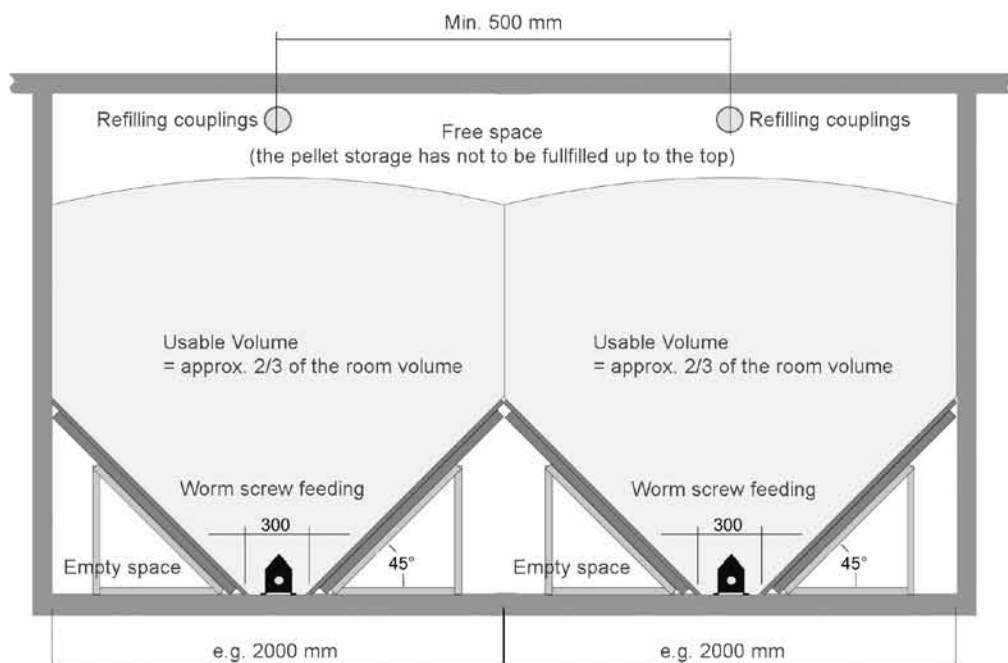 Min. 500 mm
Refilling couplings
Refilling couplings
Free space
(the pellet storage has not to be fullfilled up to the top)
Usable Volume
= approx. 2/3 of the room volume
Usable Volume
= approx. 2/3 of the room volume
Worm screw feeding
Worm screw feeding
300
300
Empty space
45°
Empty space
45°
e.g. 2000 mm
e.g. 2000 mm